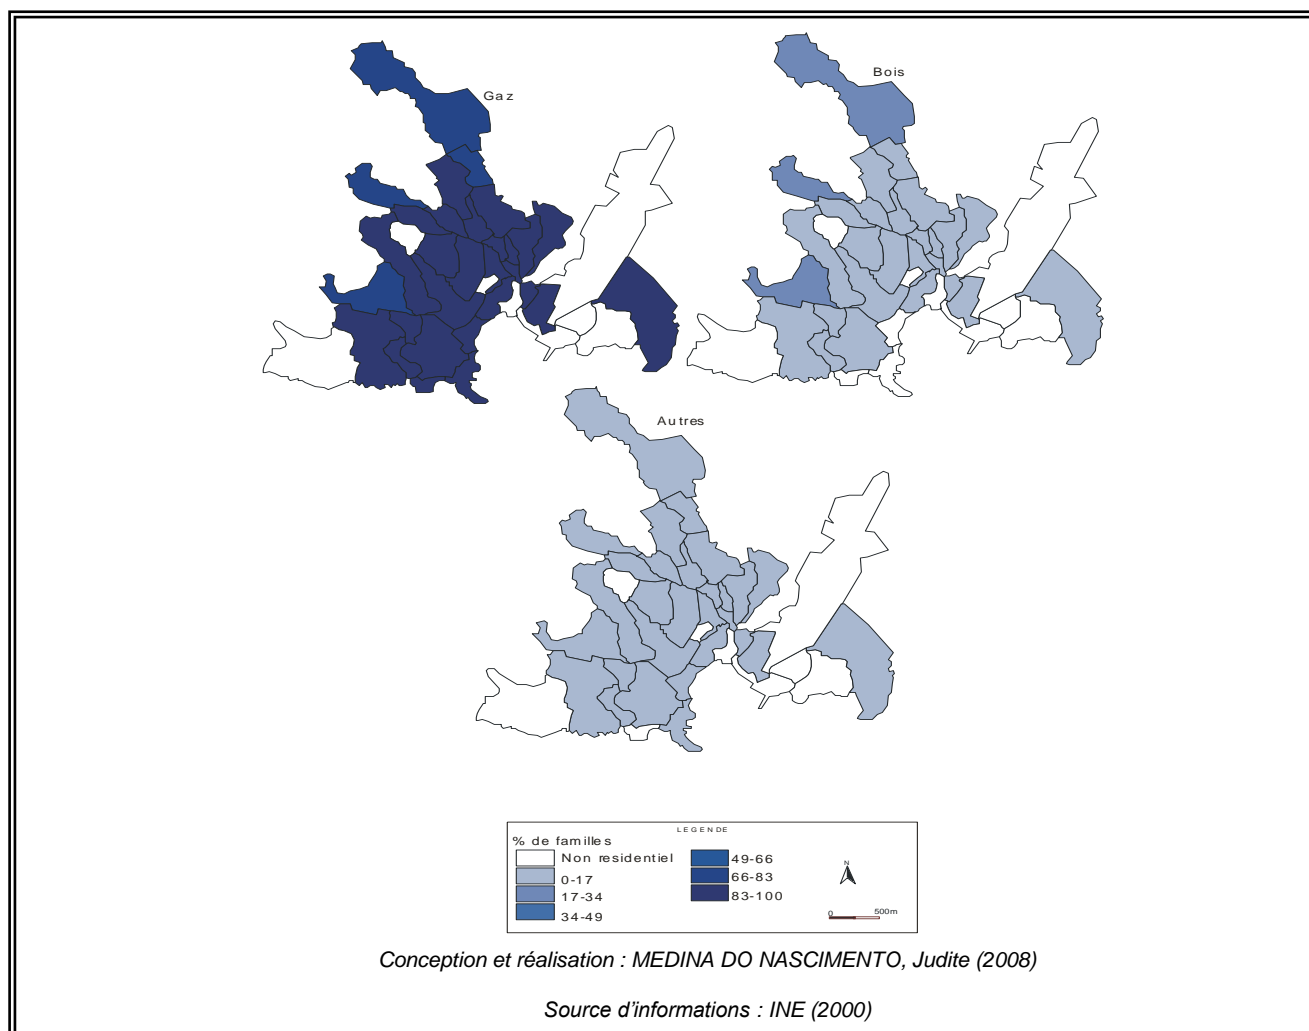 Gaz
Bois
Autres
LEGENDE
% de familles
Non residentiel
0-17
17-34
34-49
49-66
66-83
83-100
N
0 500m
Conception et réalisation : MEDINA DO NASCIMENTO, Judite (2008)
Source d'informations : INE (2000)